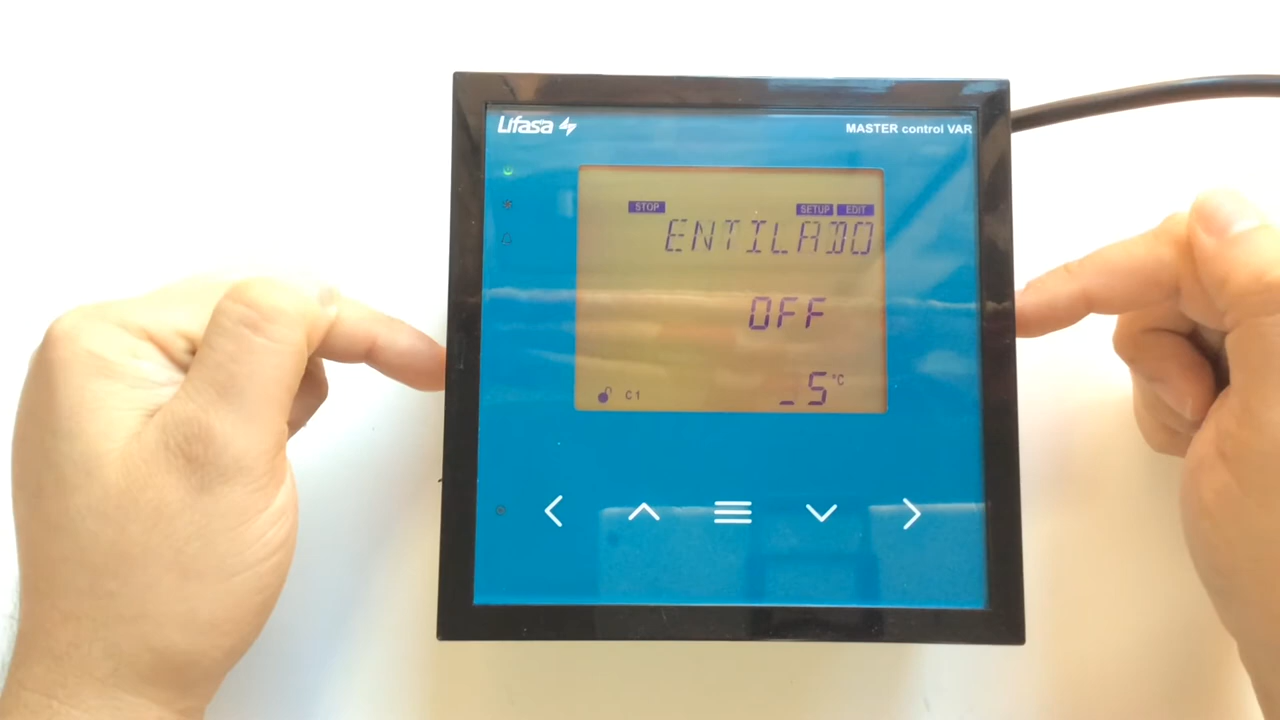 Lifasa
MASTER control VAR
STOP SETUP EDIT
ENTILADO
OFF
_5 °C
C1